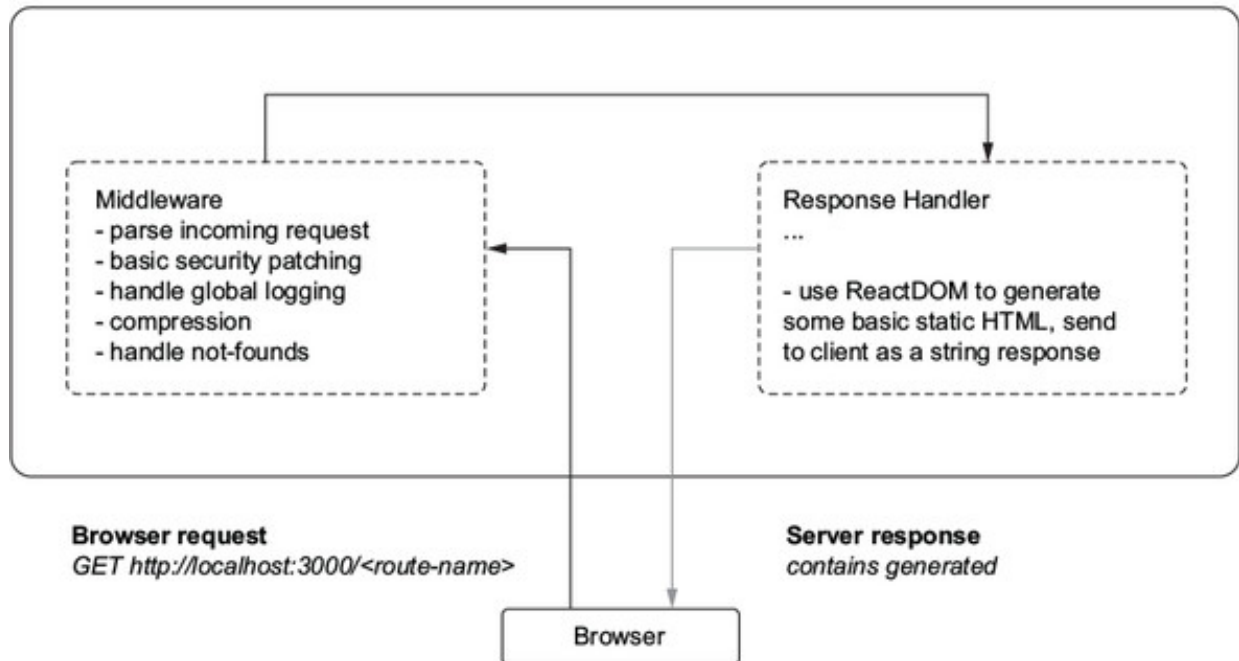 Middleware
- parse incoming request
- basic security patching
- handle global logging
- compression
- handle not-founds
Response Handler
...
- use ReactDOM to generate
some basic static HTML, send
to client as a string response
Browser request
GET http://localhost:3000/<route-name>
Server response
contains generated
Browser